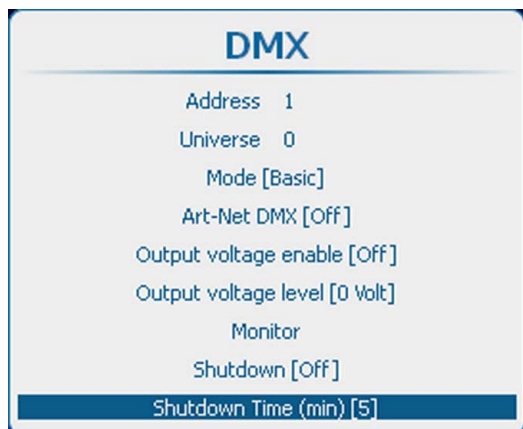 DMX
Address 1
Universe 0
Mode [Basic]
Art-Net DMX [Off]
Output voltage enable [Off]
Output voltage level [0 Volt]
Monitor
Shutdown [Off]
Shutdown Time (min) [5]